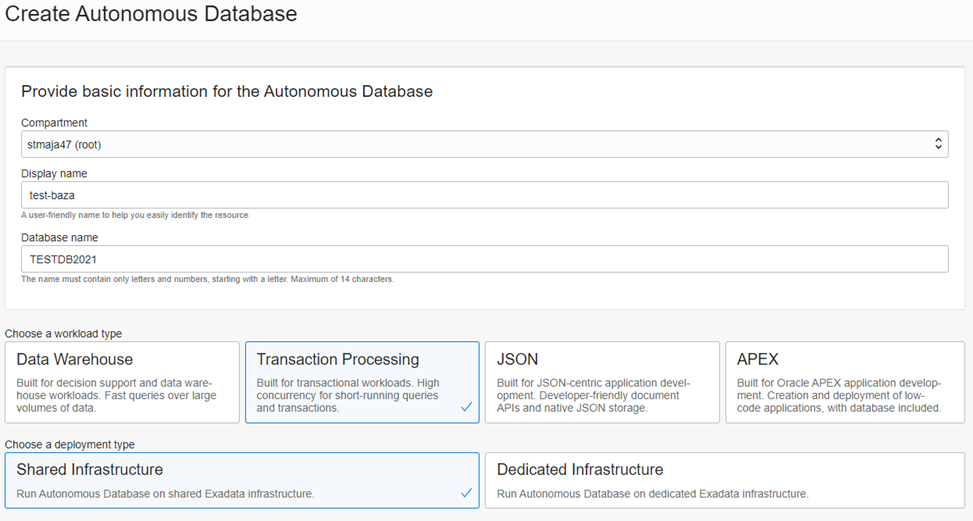 Create Autonomous Database
Provide basic information for the Autonomous Database
Compartment
stmaja47 (root)
Display name
test-baza
A user-friendly name to help you easily identify the resource.
Database name
TESTDB2021
The name must contain only letters and numbers, starting with a letter. Maximum of 14 characters.
Choose a workload type
Data Warehouse
Built for decision support and data ware-
house workloads. Fast queries over large
volumes of data.
Transaction Processing
Built for transactional workloads. High
concurrency for short-running queries
and transactions.
JSON
Built for JSON-centric application devel-
opment. Developer-friendly document
APIs and native JSON storage.
APEX
Built for Oracle APEX application develop-
ment. Creation and deployment of low-
code applications, with database included.
Choose a deployment type
Shared Infrastructure
Run Autonomous Database on shared Exadata infrastructure.
Dedicated Infrastructure
Run Autonomous Database on dedicated Exadata infrastructure.